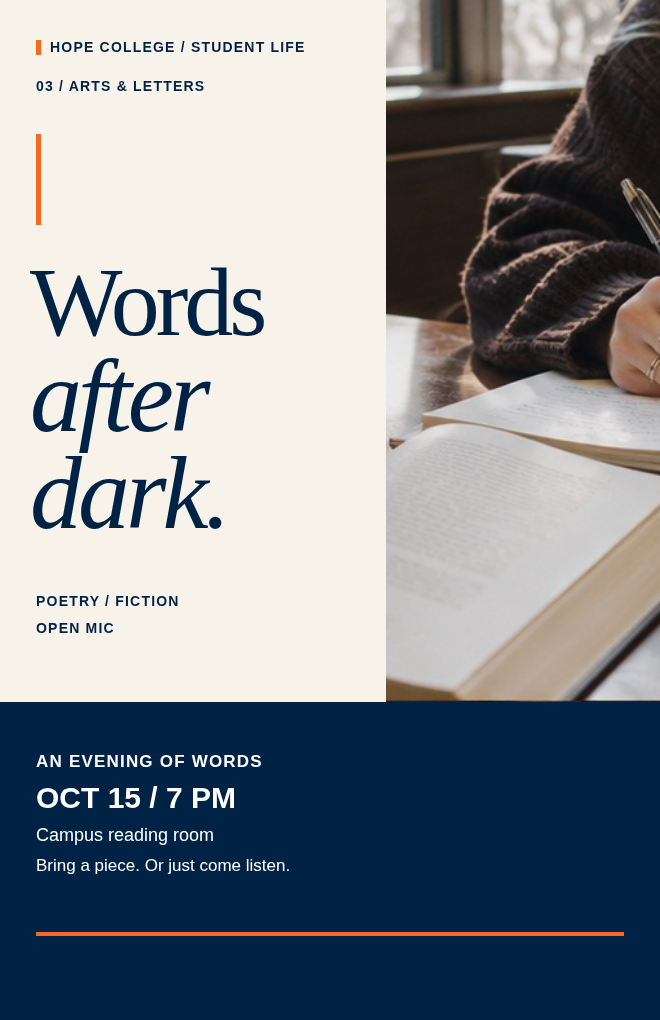 HOPE COLLEGE / STUDENT LIFE
03 / ARTS & LETTERS
Words
after
dark.
POETRY / FICTION
OPEN MIC
AN EVENING OF WORDS
OCT 15 / 7 PM
Campus reading room
Bring a piece. Or just come listen.